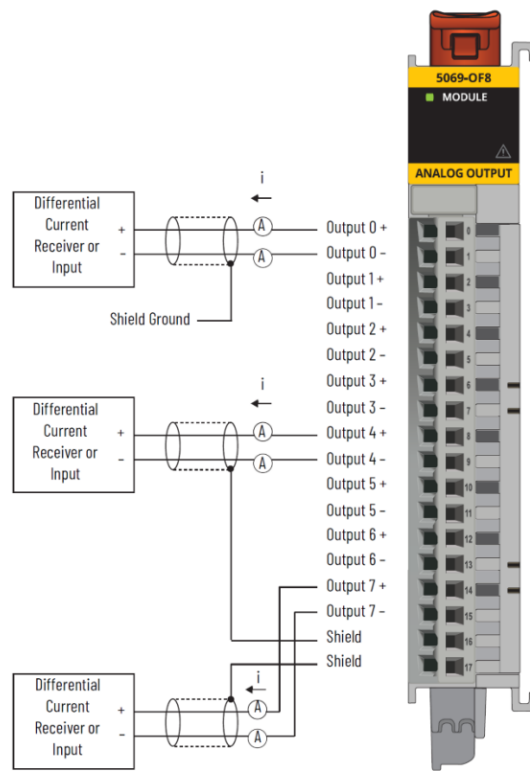 5069-OF8
MODULE
ANALOG OUTPUT
Differential
Current
Receiver or
Input
+
−
i
A
A
Shield Ground
Output 0 +
Output 0 −
Output 1 +
Output 1 −
Output 2 +
Output 2 −
Output 3 +
Output 3 −
Output 4 +
Output 4 −
Output 5 +
Output 5 −
Output 6 +
Output 6 −
Output 7 +
Output 7 −
Shield
Shield
0
1
2
3
4
5
6
7
8
9
10
11
12
13
14
15
16
17
Differential
Current
Receiver or
Input
+
−
i
A
A
Differential
Current
Receiver or
Input
+
−
i
A
A